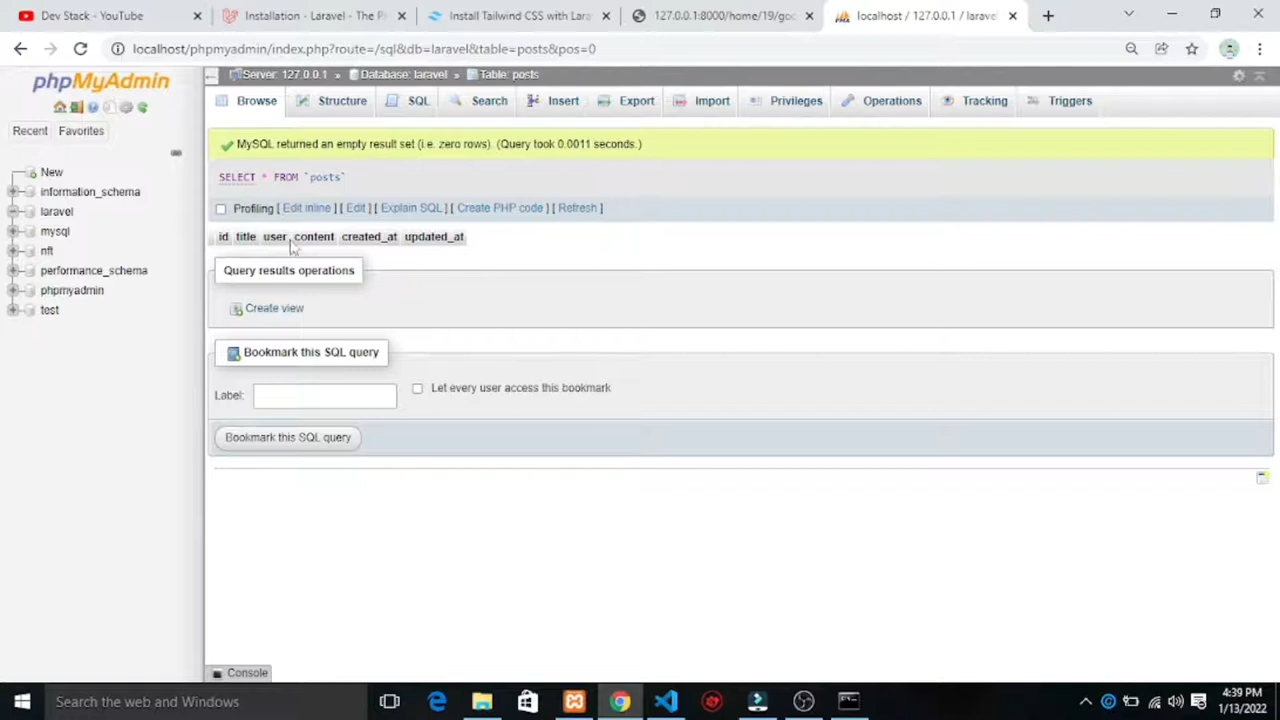 Dev Stack - YouTube
Installation - Laravel - The P
Install Tailwind CSS with Lara
127.0.0.1:8000/home/19/goo
localhost / 127.0.0.1 / larave
localhost/phpmyadmin/index.php?route=/sql&db=laravel&table=posts&pos=0
phpMyAdmin
Server: 127.0.0.1 » Database: laravel » Table: posts
Browse Structure SQL Search Insert Export Import Privileges Operations Tracking Triggers
Recent Favorites
New
information_schema
laravel
mysql
nft
performance_schema
phpmyadmin
test
MySQL returned an empty result set (i.e. zero rows). (Query took 0.0011 seconds.)
SELECT * FROM `posts`
Profiling [ Edit inline ] [ Edit ] [ Explain SQL ] [ Create PHP code ] [ Refresh ]
id title user content created_at updated_at
Query results operations
Create view
Bookmark this SQL query
Label:
Let every user access this bookmark
Bookmark this SQL query
Console
Search the web and Windows
4:39 PM
1/13/2022